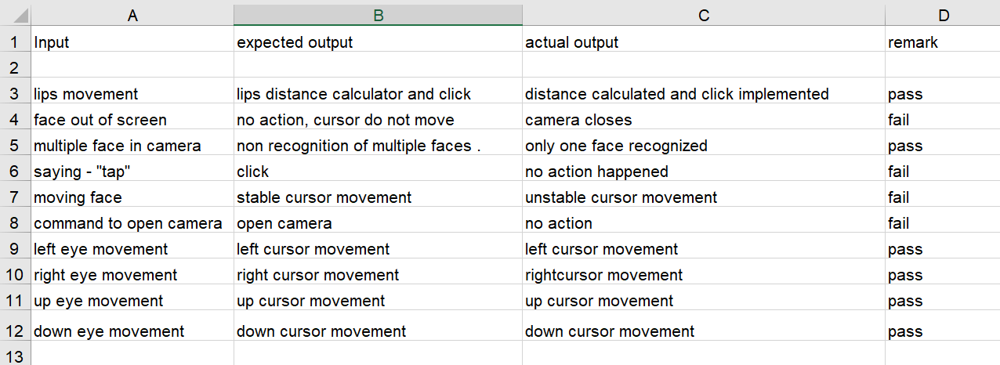 A B C D
1 Input expected output actual output remark
2
3 lips movement lips distance calculator and click distance calculated and click implemented pass
4 face out of screen no action, cursor do not move camera closes fail
5 multiple face in camera non recognition of multiple faces . only one face recognized pass
6 saying - "tap" click no action happened fail
7 moving face stable cursor movement unstable cursor movement fail
8 command to open camera open camera no action fail
9 left eye movement left cursor movement left cursor movement pass
10 right eye movement right cursor movement rightcursor movement pass
11 up eye movement up cursor movement up cursor movement pass
12 down eye movement down cursor movement down cursor movement pass
13